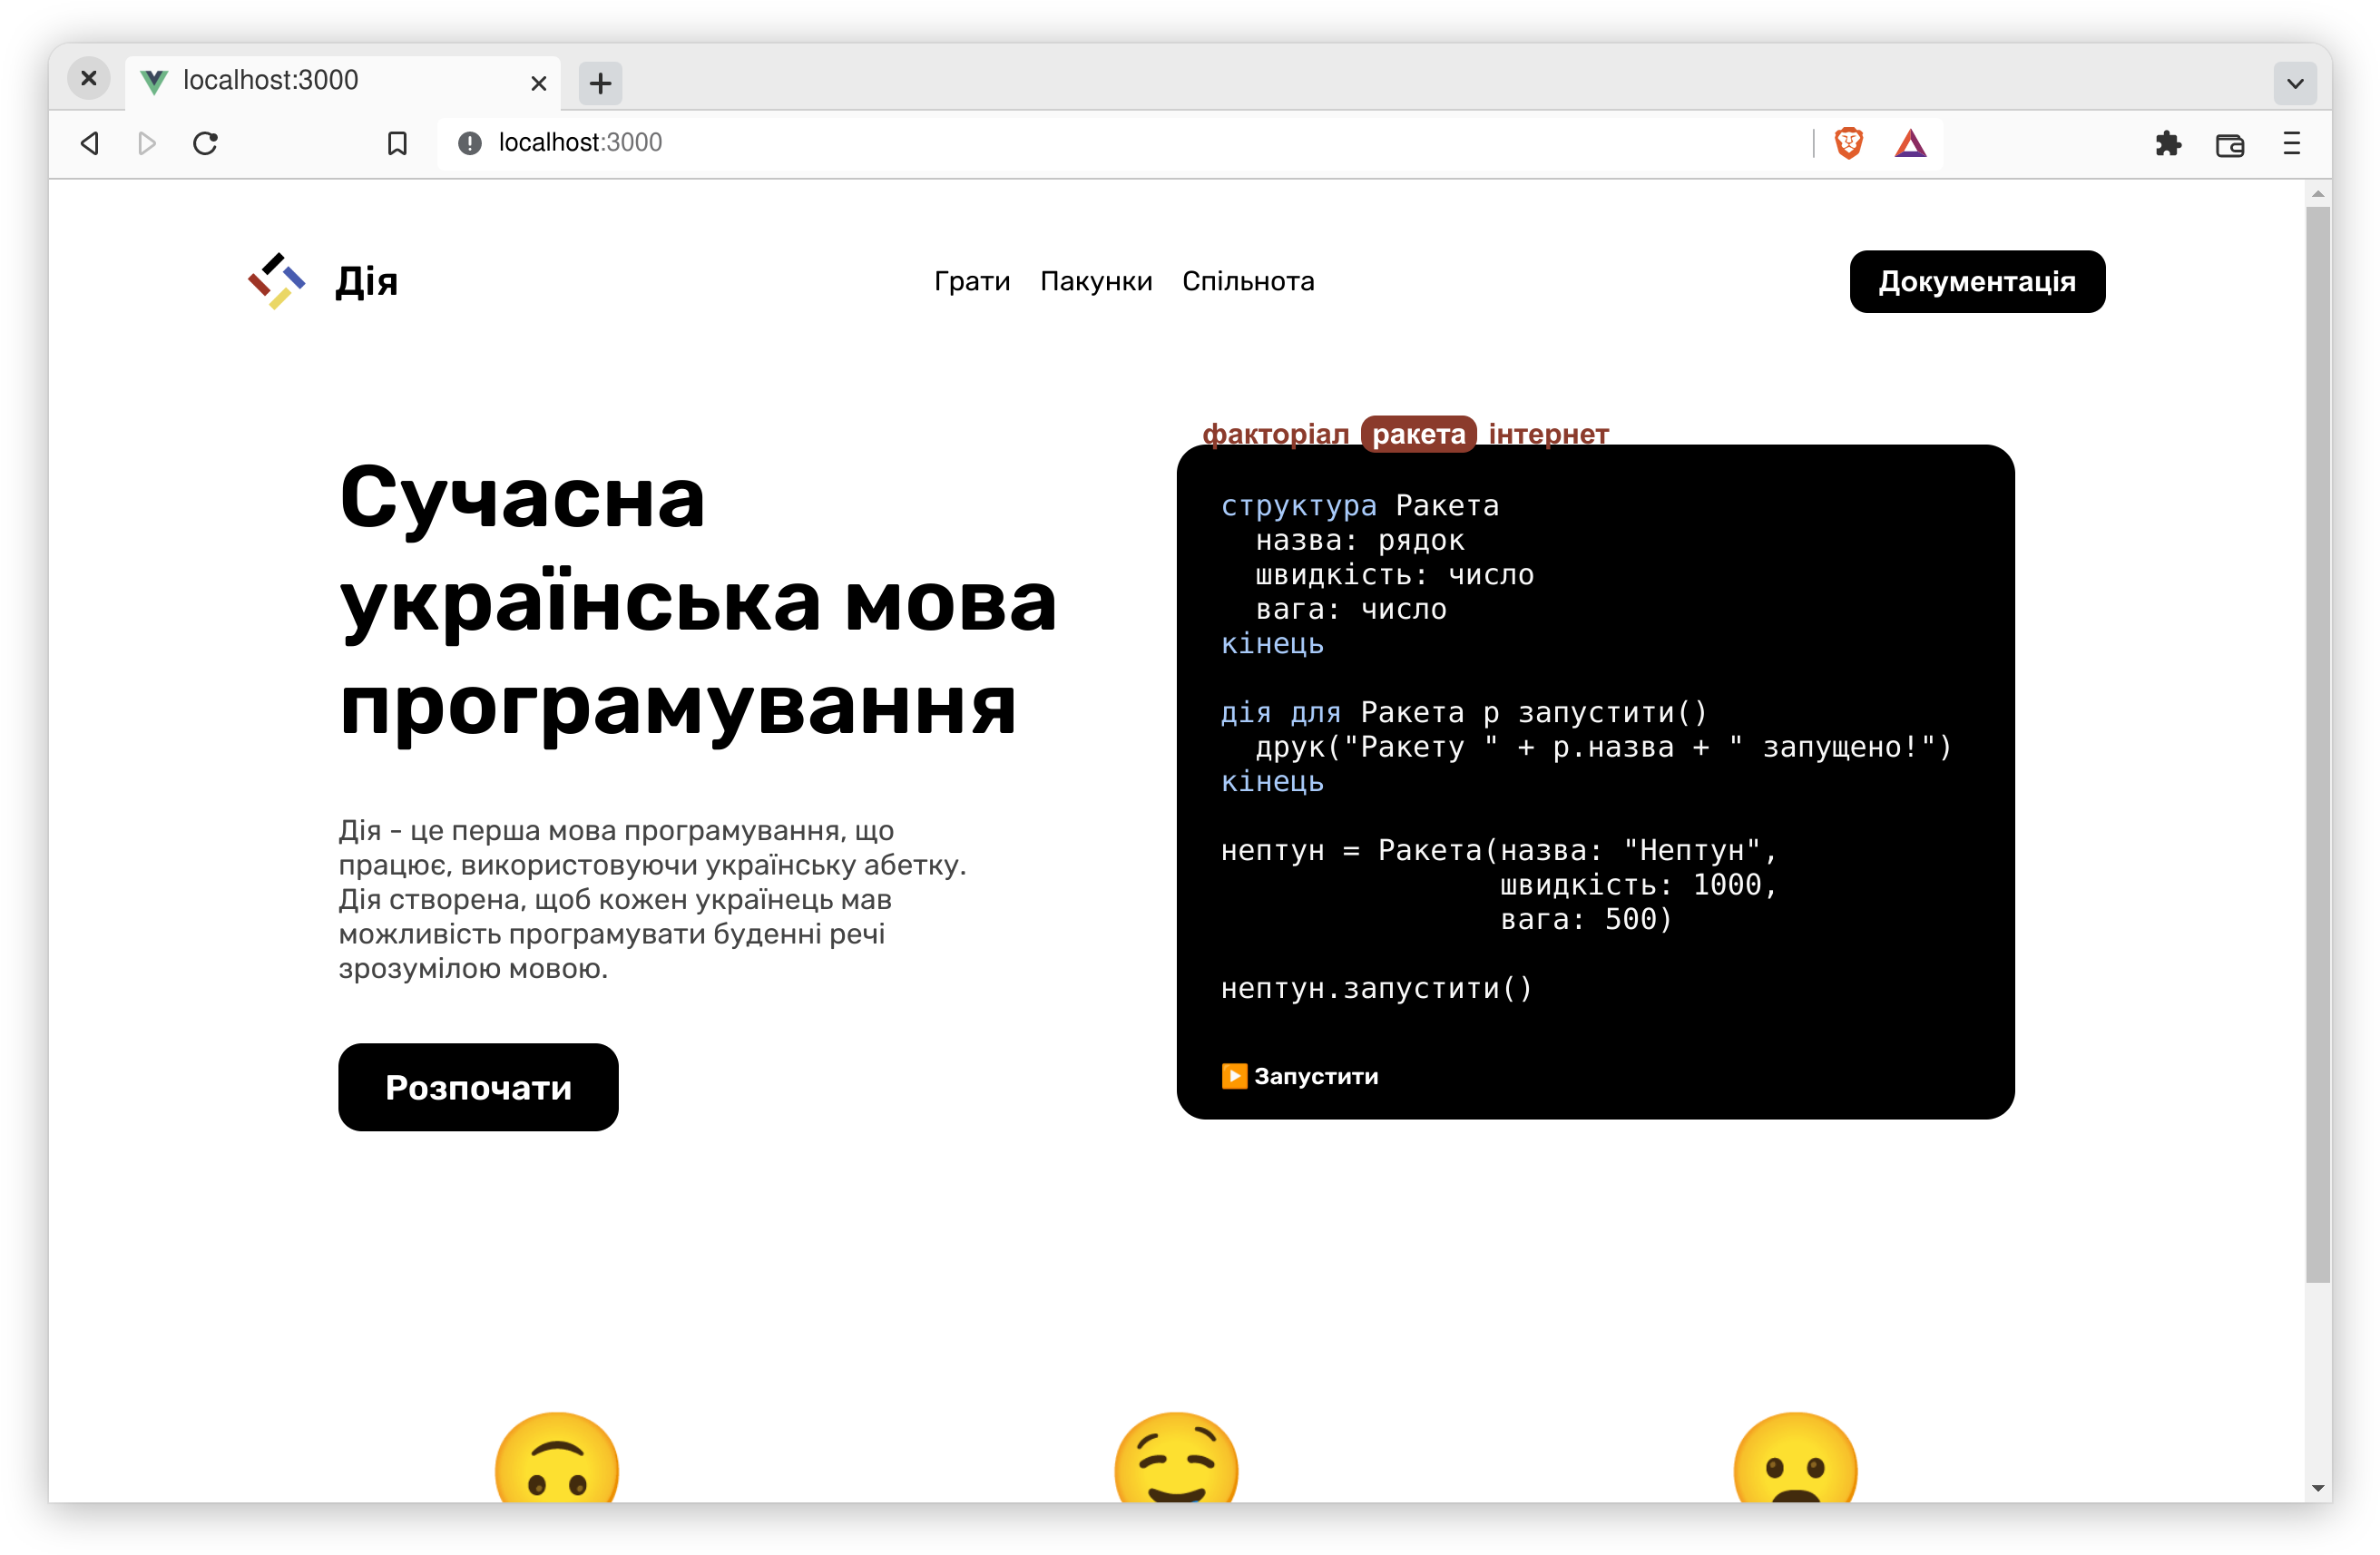 localhost:3000
localhost:3000
Дія
Грати Пакунки Спільнота
Документація
Сучасна
українська мова
програмування
Дія - це перша мова програмування, що
працює, використовуючи українську абетку.
Дія створена, щоб кожен українець мав
можливість програмувати буденні речі
зрозумілою мовою.
Розпочати
факторіал ракета інтернет
структура Ракета
  назва: рядок
  швидкість: число
  вага: число
кінець
дія для Ракета р запустити()
  друк("Ракету " + р.назва + " запущено!")
кінець
нептун = Ракета(назва: "Нептун",
                швидкість: 1000,
                вага: 500)
нептун.запустити()
Запустити